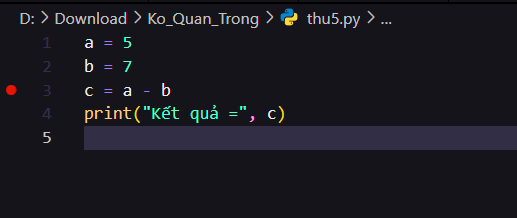 D: > Download > Ko_Quan_Trong > thu5.py > ...
1 a = 5
2 b = 7
3 c = a - b
4 print("Kết quả =", c)
5